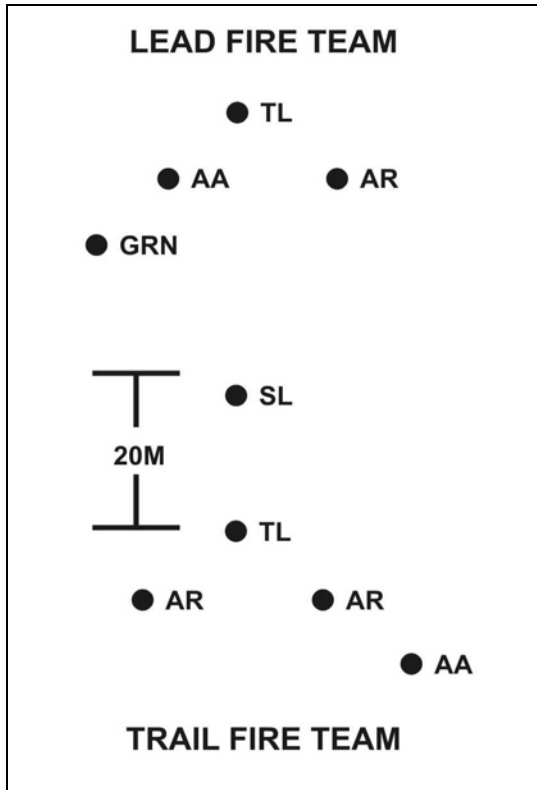 LEAD FIRE TEAM
TL
AA AR
GRN
SL
20M
TL
AR AR
AA
TRAIL FIRE TEAM